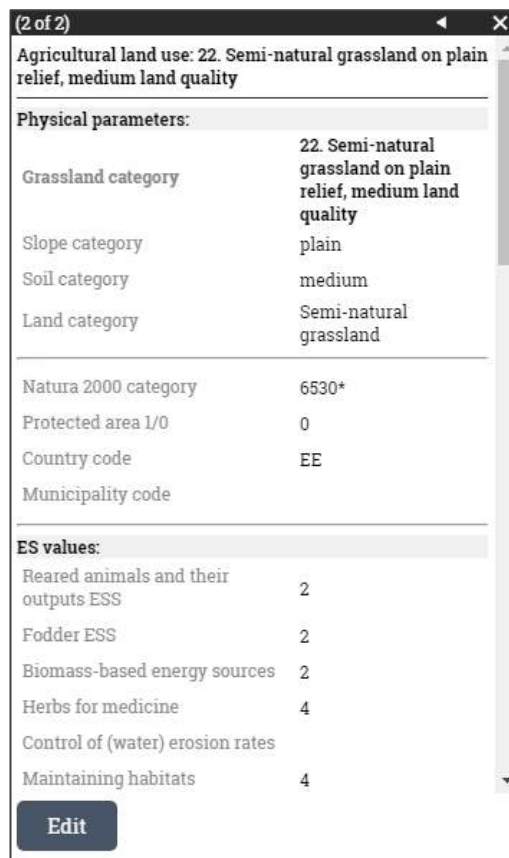 (2 of 2)
Agricultural land use: 22. Semi-natural grassland on plain
relief, medium land quality
Physical parameters:
Grassland category
22. Semi-natural
grassland on plain
relief, medium land
quality
Slope category plain
Soil category medium
Land category
Semi-natural
grassland
Natura 2000 category 6530*
Protected area 1/0 0
Country code EE
Municipality code
ES values:
Reared animals and their
outputs ESS
2
Fodder ESS 2
Biomass-based energy sources 2
Herbs for medicine 4
Control of (water) erosion rates
Maintaining habitats 4
Edit